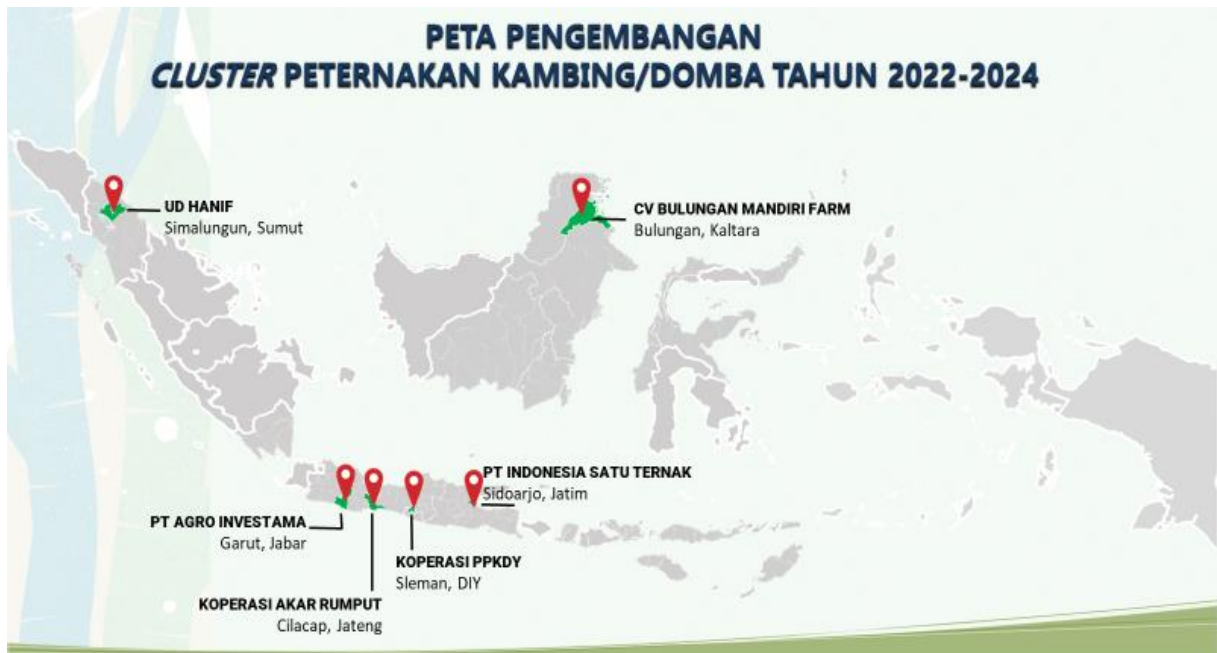 PETA PENGEMBANGAN
CLUSTER PETERNAKAN KAMBING/DOMBA TAHUN 2022-2024
UD HANIF
Simalungun, Sumut
CV BULUNGAN MANDIRI FARM
Bulungan, Kaltara
PT INDONESIA SATU TERNAK
Sidoarjo, Jatim
PT AGRO INVESTAMA
Garut, Jabar
KOPERASI PPKDY
Sleman, DIY
KOPERASI AKAR RUMPUT
Cilacap, Jateng